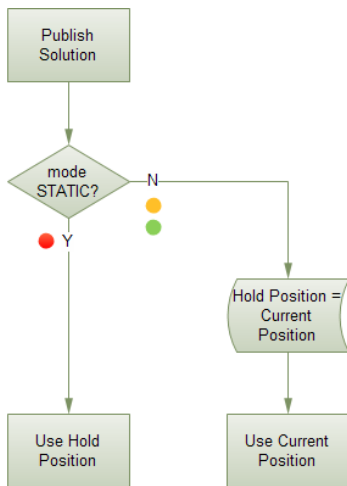 Publish
Solution
mode
STATIC?
N
Y
Hold Position =
Current
Position
Use Hold
Position
Use Current
Position